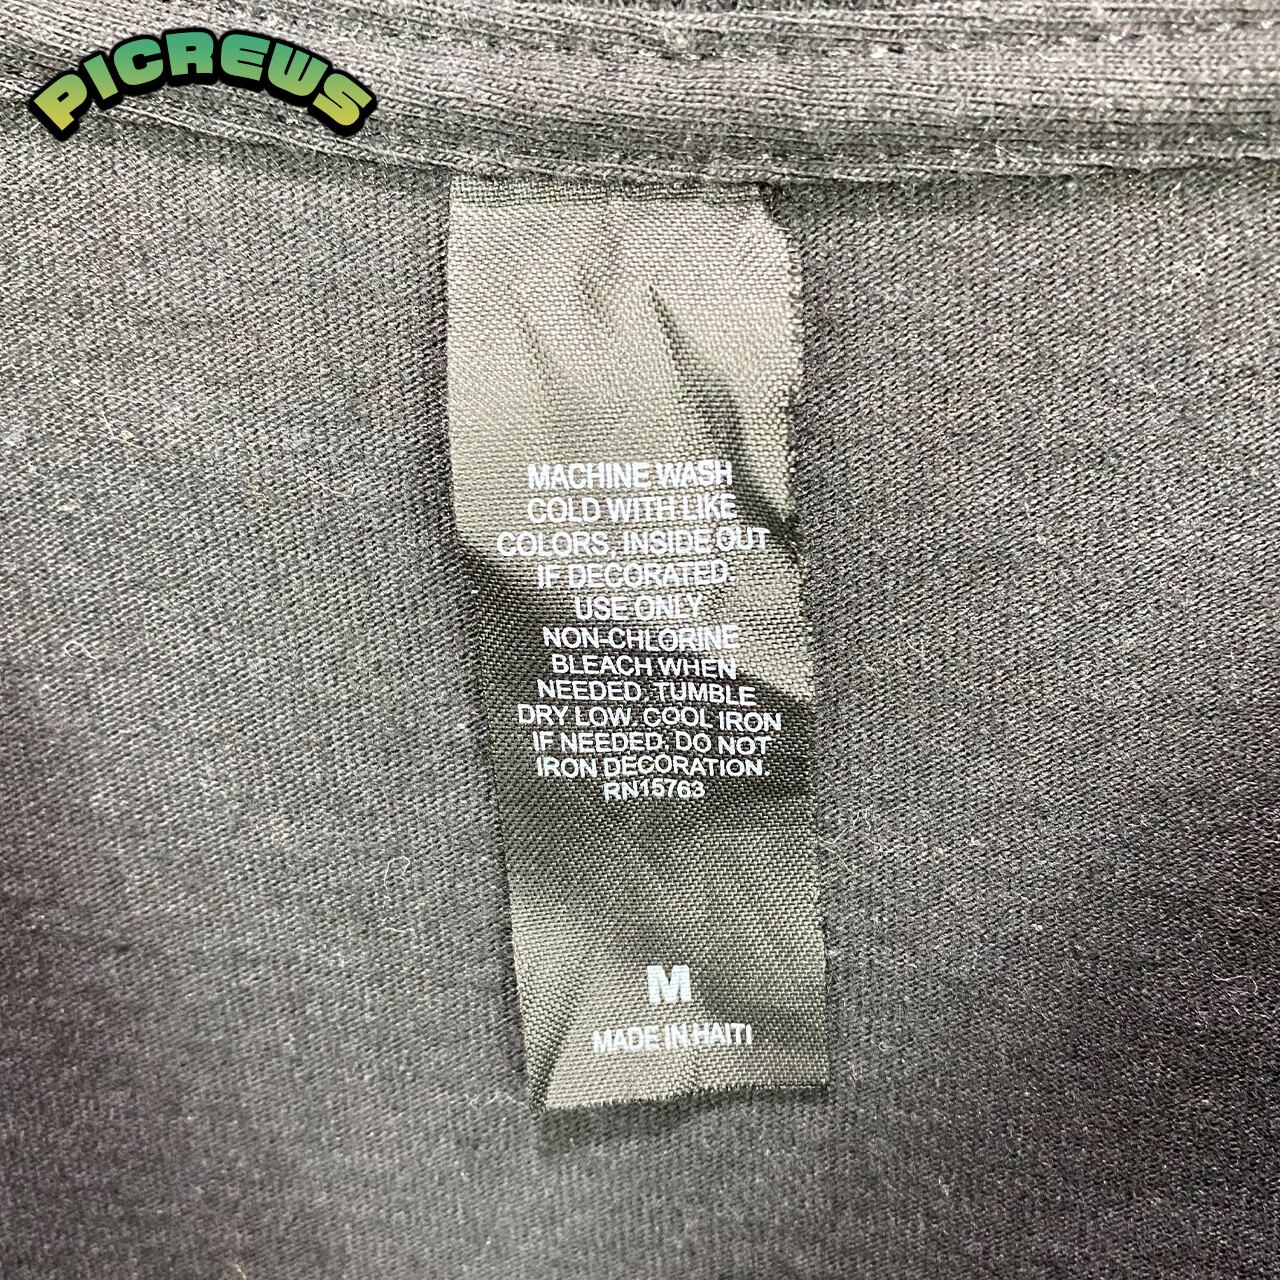 PICREWS
MACHINE WASH
COLD WITH LIKE
COLORS, INSIDE OUT
IF DECORATED.
USE ONLY
NON-CHLORINE
BLEACH WHEN
NEEDED. TUMBLE
DRY LOW. COOL IRON
IF NEEDED. DO NOT
IRON DECORATION.
RN15763
M
MADE IN HAITI